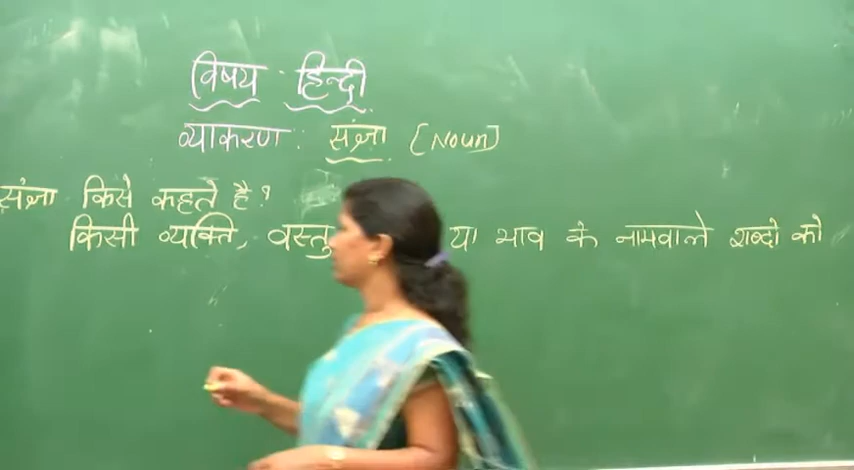 विषय : हिन्दी
व्याकरण : संज्ञा (Noun)
संज्ञा किसे कहते है?
किसी व्यक्ति, वस्तु या भाव के नामवाले शब्दो को